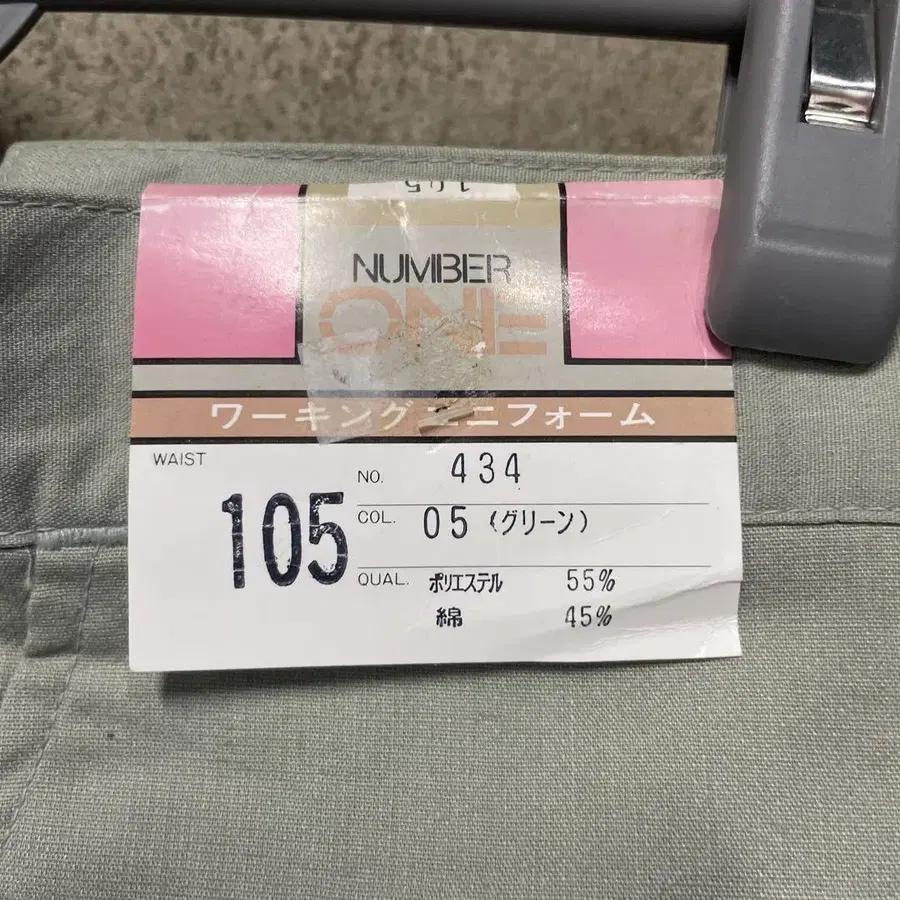 105
NUMBER
ONE
ワーキングユニフォーム
WAIST
105
NO. 434
COL. 05 (グリーン)
QUAL. ポリエステル 55%
綿 45%